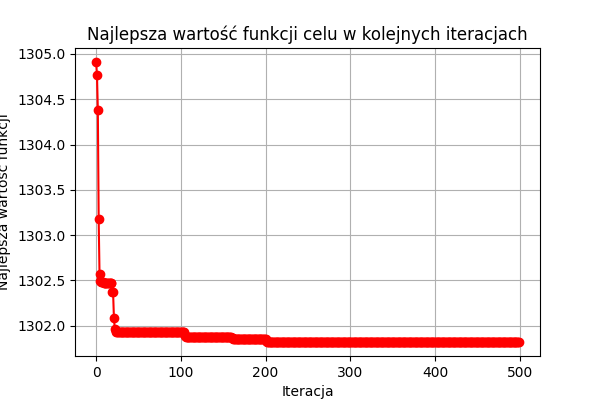 Najlepsza wartość funkcji celu w kolejnych iteracjach
Najlepsza wartość funkcji
1305.0
1304.5
1304.0
1303.5
1303.0
1302.5
1302.0
0 100 200 300 400 500
Iteracja